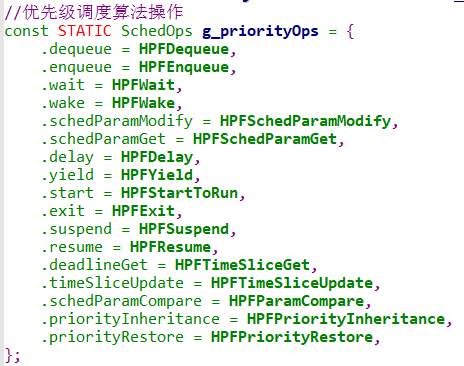 //优先级调度算法操作
const STATIC SchedOps g_priorityOps = {
    .dequeue = HPFDequeue,
    .enqueue = HPFEnqueue,
    .wait = HPFWait,
    .wake = HPFWake,
    .schedParamModify = HPFSchedParamModify,
    .schedParamGet = HPFSchedParamGet,
    .delay = HPFDelay,
    .yield = HPFYield,
    .start = HPFStartToRun,
    .exit = HPFExit,
    .suspend = HPFSuspend,
    .resume = HPFResume,
    .deadlineGet = HPFTimeSliceGet,
    .timeSliceUpdate = HPFTimeSliceUpdate,
    .schedParamCompare = HPFParamCompare,
    .priorityInheritance = HPFPriorityInheritance,
    .priorityRestore = HPFPriorityRestore,
};